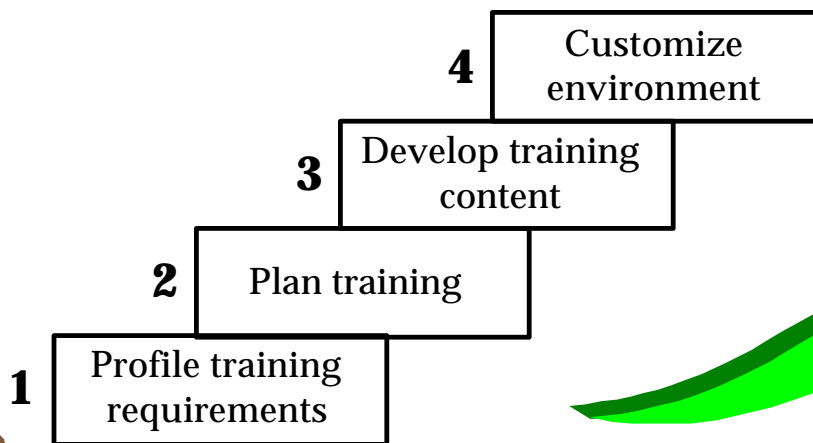 4
Customize
environment
3
Develop training
content
2
Plan training
1
Profile training
requirements